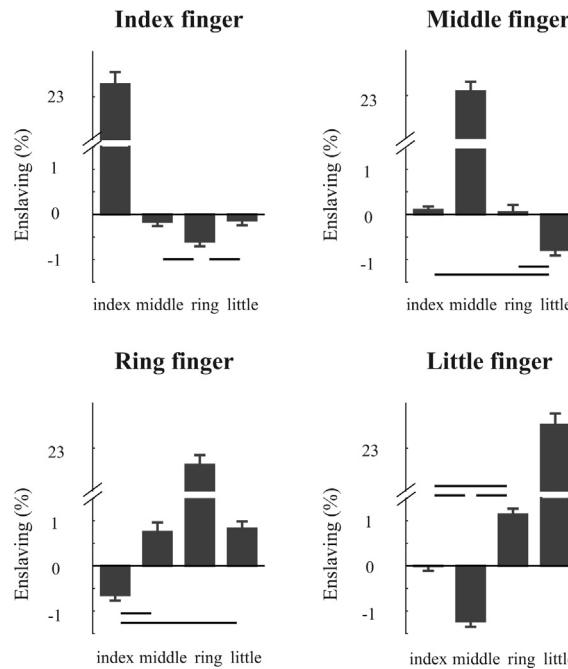 Index finger
Middle finger
Enslaving (%)
23
1
0
-1
index middle ring little
Enslaving (%)
23
1
0
-1
index middle ring little
Ring finger
Little finger
Enslaving (%)
23
1
0
-1
index middle ring little
Enslaving (%)
23
1
0
-1
index middle ring little